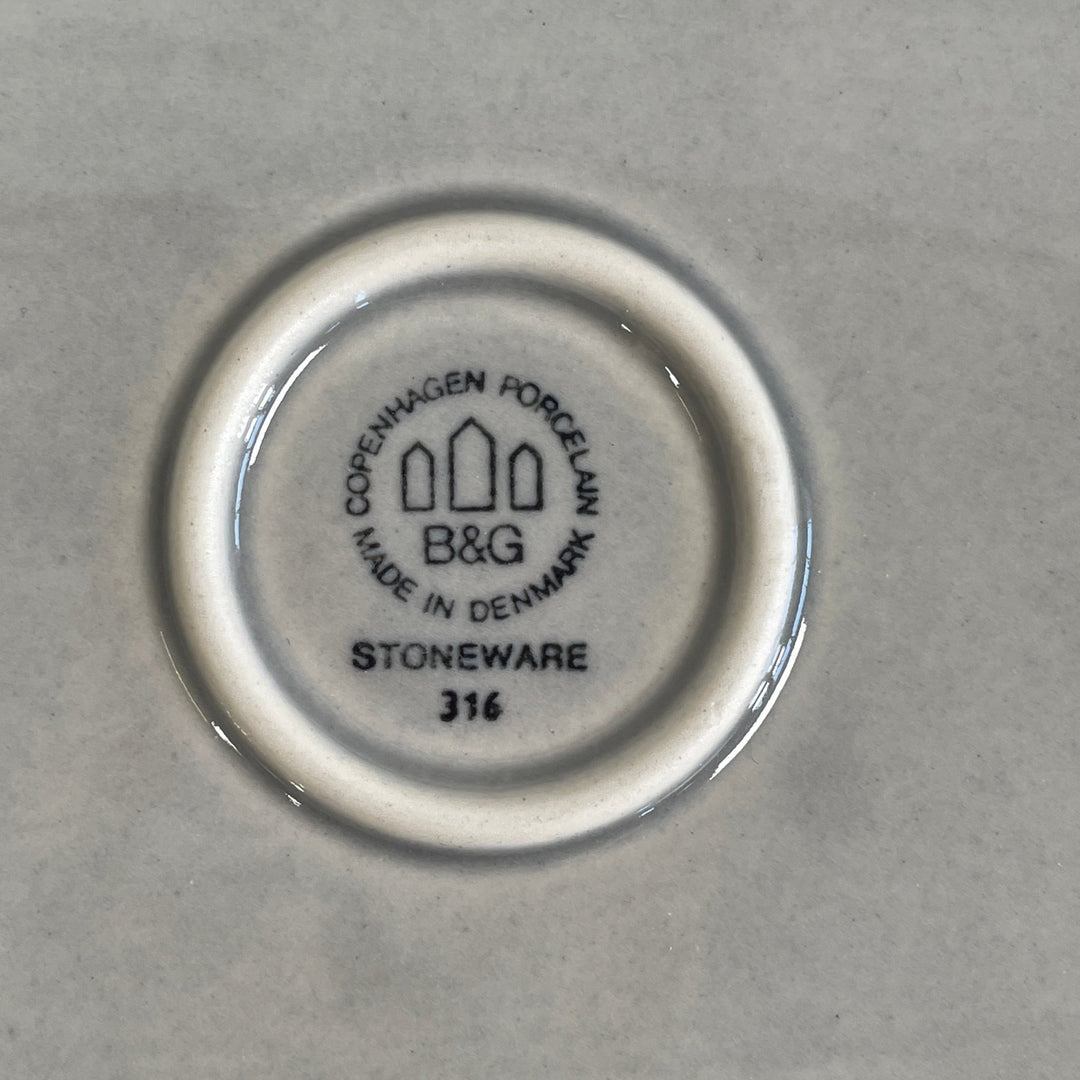 COPENHAGEN PORCELAIN
B&G
MADE IN DENMARK
STONEWARE
316